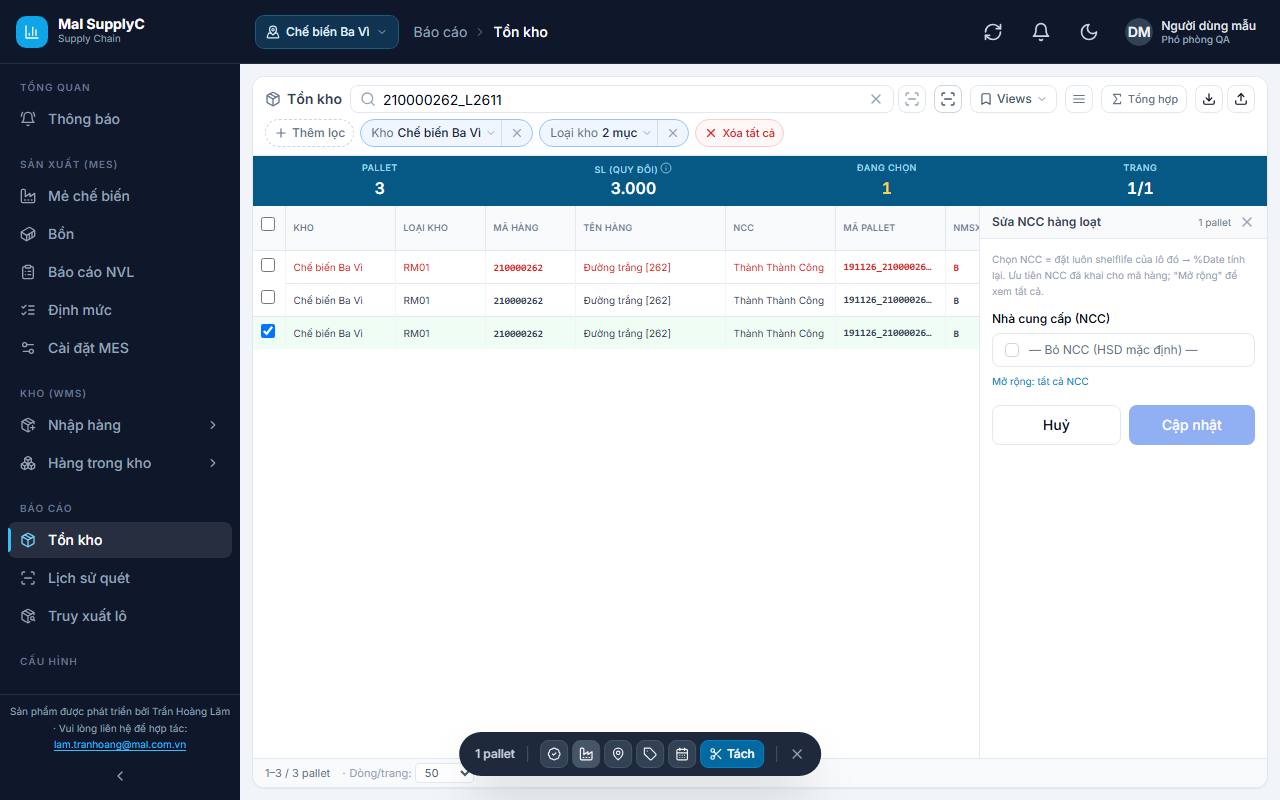 Mal SupplyC
Supply Chain
Chế biến Ba Vì
Báo cáo
Tồn kho
DM
Người dùng mẫu
Phó phòng QA
TỔNG QUAN
Thông báo
SẢN XUẤT (MES)
Mẻ chế biến
Bồn
Báo cáo NVL
Định mức
Cài đặt MES
KHO (WMS)
Nhập hàng
Hàng trong kho
BÁO CÁO
Tồn kho
Lịch sử quét
Truy xuất lô
CẤU HÌNH
Sản phẩm được phát triển bởi Trần Hoàng Lâm
· Vui lòng liên hệ để hợp tác:
lam.tranhoang@mal.com.vn
Tồn kho
210000262_L2611
Views
Tổng hợp
Thêm lọc
Kho Chế biến Ba Vì
Loại kho 2 mục
Xóa tất cả
PALLET
SL (QUY ĐỔI)
ĐANG CHỌN
TRANG
3
3.000
1
1/1
KHO
LOẠI KHO
MÃ HÀNG
TÊN HÀNG
NCC
MÃ PALLET
NMSX
Chế biến Ba Vì RM01 210000262 Đường trắng [262] Thành Thành Công 191126_21000026… B
Chế biến Ba Vì RM01 210000262 Đường trắng [262] Thành Thành Công 191126_21000026… B
Chế biến Ba Vì RM01 210000262 Đường trắng [262] Thành Thành Công 191126_21000026… B
Sửa NCC hàng loạt
1 pallet
Chọn NCC = đặt luôn shelflife của lô đó → %Date tính
lại. Ưu tiên NCC đã khai cho mã hàng; "Mở rộng" để
xem tất cả.
Nhà cung cấp (NCC)
— Bỏ NCC (HSD mặc định) —
Mở rộng: tất cả NCC
Huỷ
Cập nhật
1 pallet
Tách
1–3 / 3 pallet
· Dòng/trang:
50